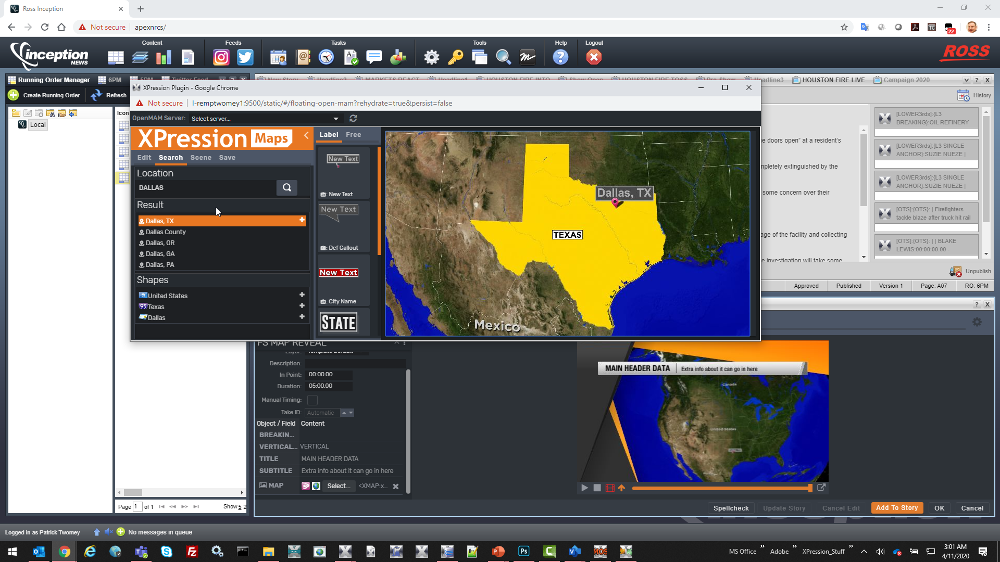 Ross Inception
Not secure
apexnrcs/
22
Content
Feeds
Tasks
Tools
Help
Logout
inception
NEWS
ROSS
Running Order Manager
6PM
HOUSTON FIRE LIVE
Campaign 2020
Create Running Order
Refresh
History
Icon
Local
XPression Plugin - Google Chrome
Not secure
l-remptwomey1:9500/static/#/floating-open-mam?rehydrate=true&persist=false
OpenMAM Server:
Select server...
XPression Maps
Edit
Search
Scene
Save
Location
DALLAS
Result
Dallas, TX
Dallas County
Dallas, OR
Dallas, GA
Dallas, PA
Shapes
United States
95 Texas
Dallas
Label
Free
New Text
: New Text
New Text
: Def Callout
New Text
: City Name
STATE
Dallas, TX
TEXAS
Mexico
e doors open" at a resident's
npletely extinguished by the
some concern over their
age of the facility and collecting
e investigation will take some
[LOWER3rds]:{L3
BREAKING}:OIL REFINERY
[LOWER3rds]:{L3 SINGLE
ANCHOR}:SUZIE NUEZE |
[LOWER3rds]:{L3 SINGLE
ANCHOR}:SUZIE NUEZE |
[OTS]:{OTS}: | Firefighters
tackle blaze after truck hit rail
[OTS]:{OTS}: | | BLAKE
LEWIS:00:00:00.00 -
Unpublish
Approved
Published
Version 1
Page: A07
RO: 6PM
FS MAP REVEAL
Layer:
Template Default
Description:
In Point:
00:00.00
Duration:
05:00.00
Manual Timing:
Take ID:
Automatic
Object / Field
Content
BREAKIN...
VERTICAL...
VERTICAL
TITLE
MAIN HEADER DATA
SUBTITLE
Extra info about it can go in here
MAP
Select...
<XMAP:x...
MAIN HEADER DATA
Extra info about it can go in here
Canada
United States
Page 1 of 1
Show 5 2
Spellcheck
Update Story
Cancel Edit
Add To Story
OK
Cancel
Logged in as Patrick Twomey
No messages in queue
MS Office
Adobe
XPression_Stuff
3:01 AM
4/11/2020